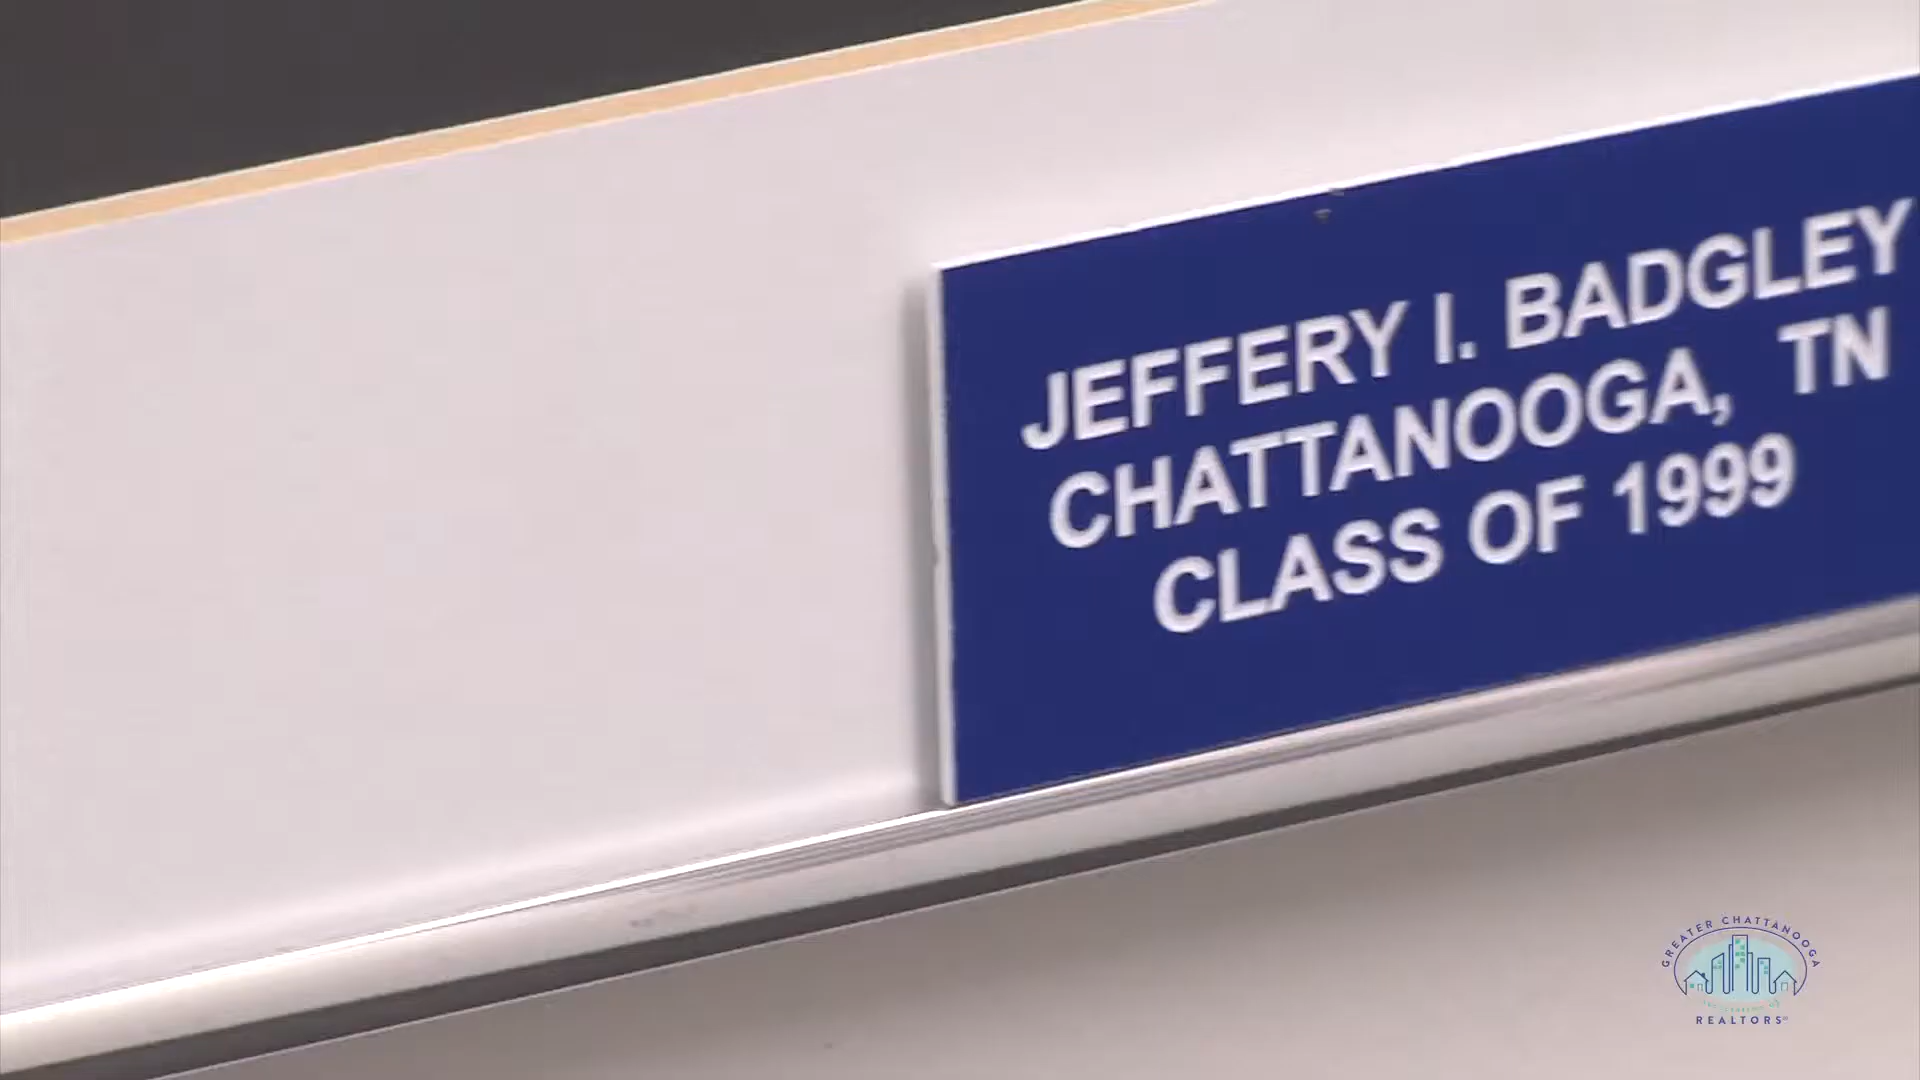 JEFFERY I. BADGLEY
CHATTANOOGA, TN
CLASS OF 1999
GREATER CHATTANOOGA
REALTORS